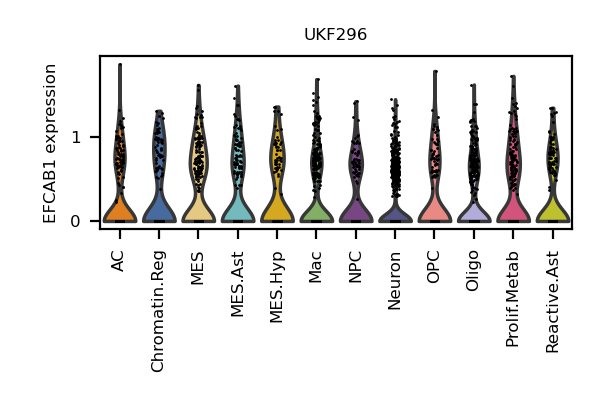 UKF296
EFCAB1 expression
1
0
AC
Chromatin.Reg
MES
MES.Ast
MES.Hyp
Mac
NPC
Neuron
OPC
Oligo
Prolif.Metab
Reactive.Ast